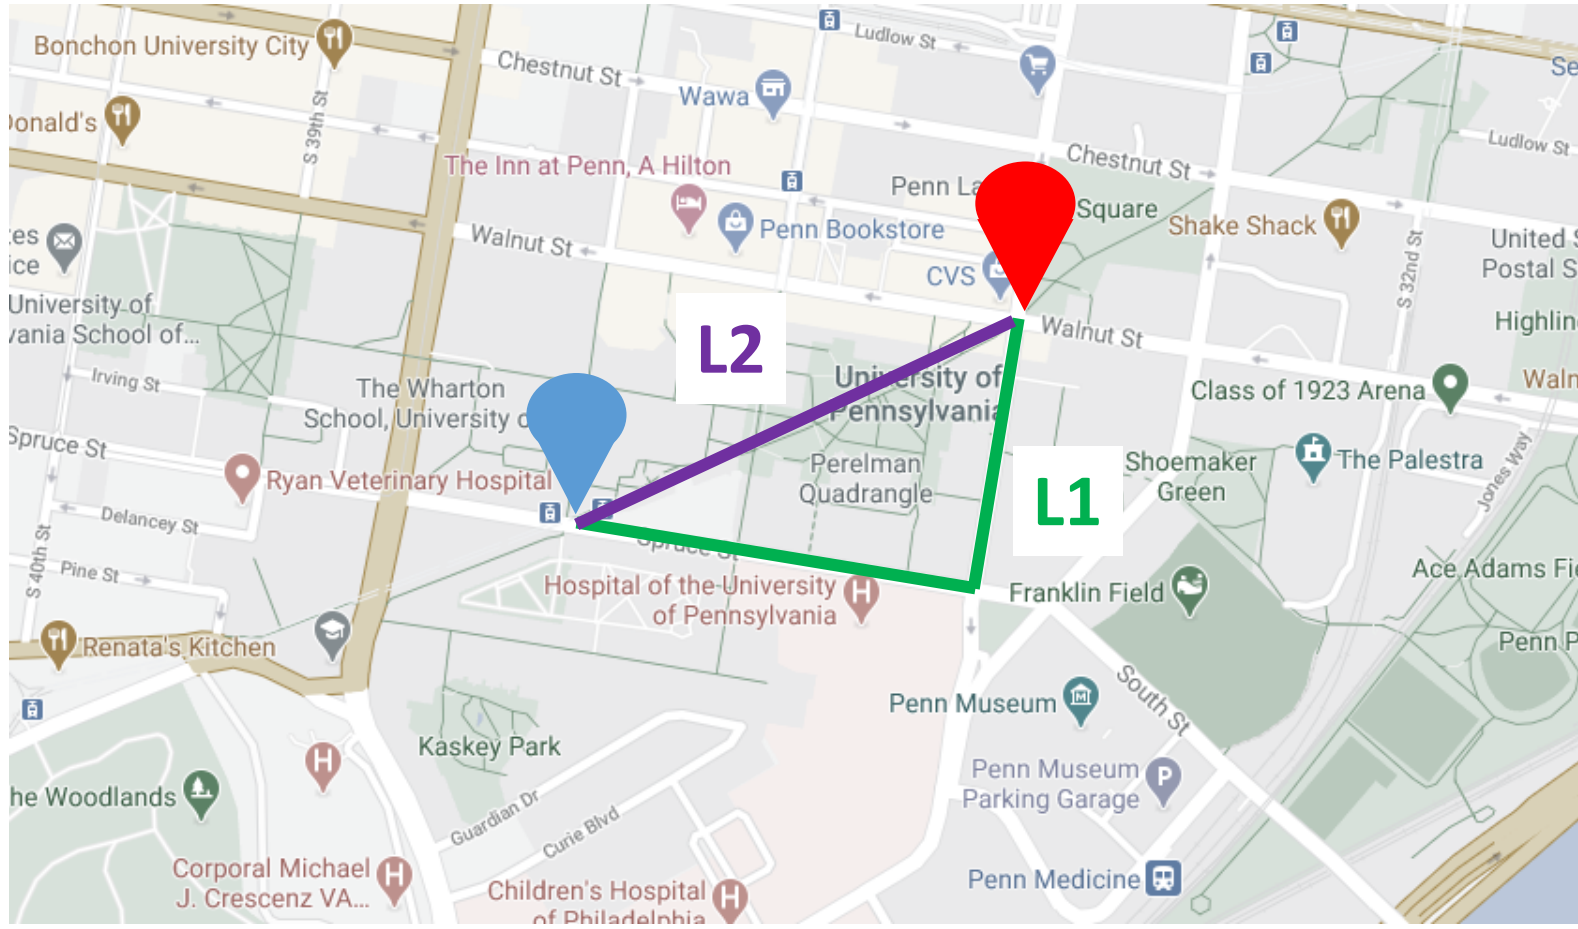 Ludlow St
Bonchon University City
Chestnut St
Wawa
Se
onald's
S 39th St
Ludlow St
Chestnut St
The Inn at Penn, A Hilton
Penn La
Square
Shake Shack
Penn Bookstore
Walnut St
CVS
S 32nd St
United S
Postal S
es
ice
University of
vania School of...
Highlin
Walnut St
L2
Irving St
The Wharton
School, University o
University of
Pennsylvania
Class of 1923 Arena
Waln
Spruce St
Ryan Veterinary Hospital
Perelman
Quadrangle
Shoemaker
Green
The Palestra
Jones Way
L1
Delancey St
S 40th St
Pine St
Spruce St
Hospital of the University
of Pennsylvania
H
Franklin Field
Ace Adams Fie
Renata's Kitchen
Penn P
Penn Museum
M
South St
Kaskey Park
H
he Woodlands
Penn Museum
Parking Garage
P
Guardian Dr
Curie Blvd
Corporal Michael
J. Crescenz VA...
H
Penn Medicine
Children's Hospital
of Philadelphia
H